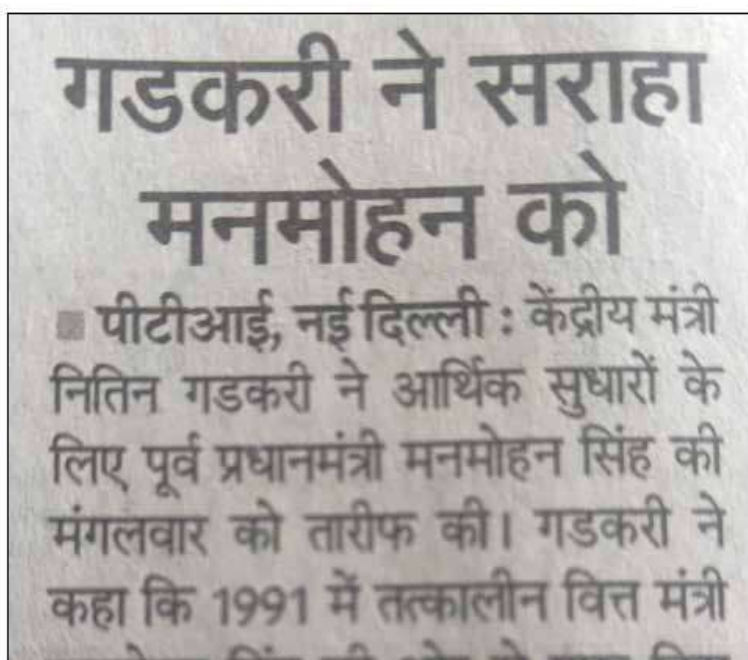 गडकरी ने सराहा
मनमोहन को
पीटीआई, नई दिल्ली : केंद्रीय मंत्री
नितिन गडकरी ने आर्थिक सुधारों के
लिए पूर्व प्रधानमंत्री मनमोहन सिंह की
मंगलवार को तारीफ की। गडकरी ने
कहा कि 1991 में तत्कालीन वित्त मंत्री